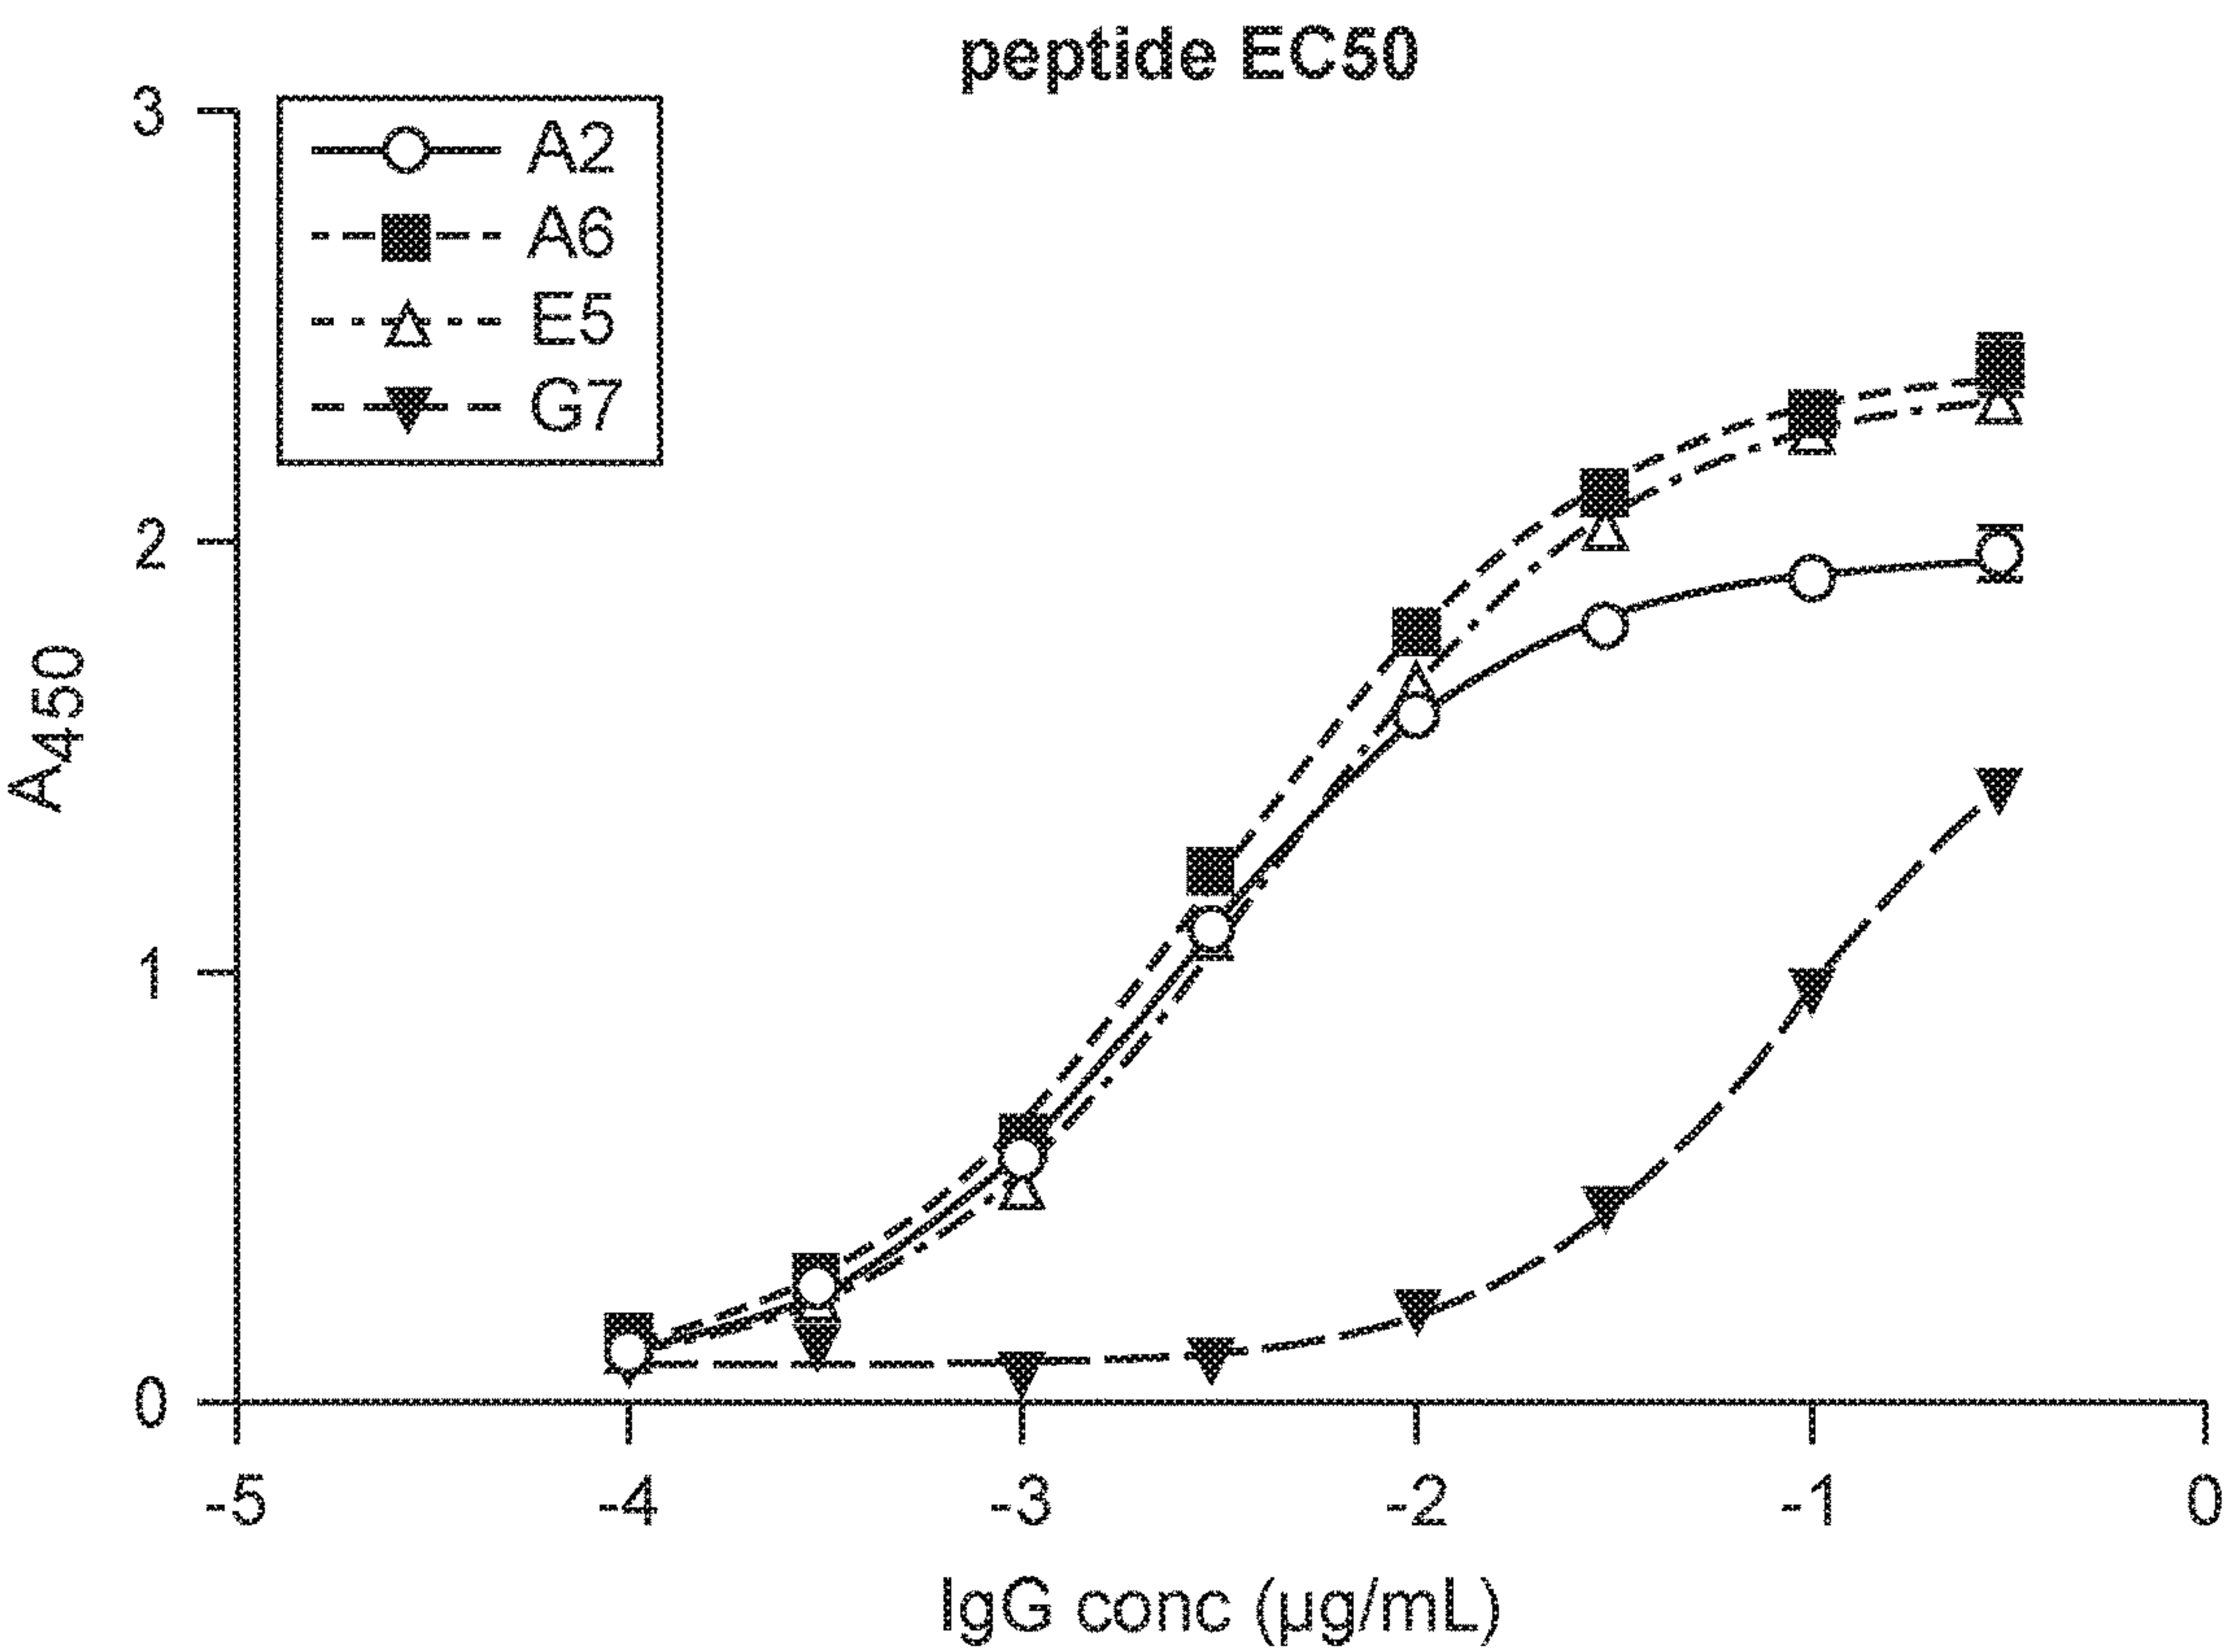 peptide EC50
3
2
1
0
A450
A2
A6
E5
G7
-5 -4 -3 -2 -1 0
IgG conc (µg/mL)